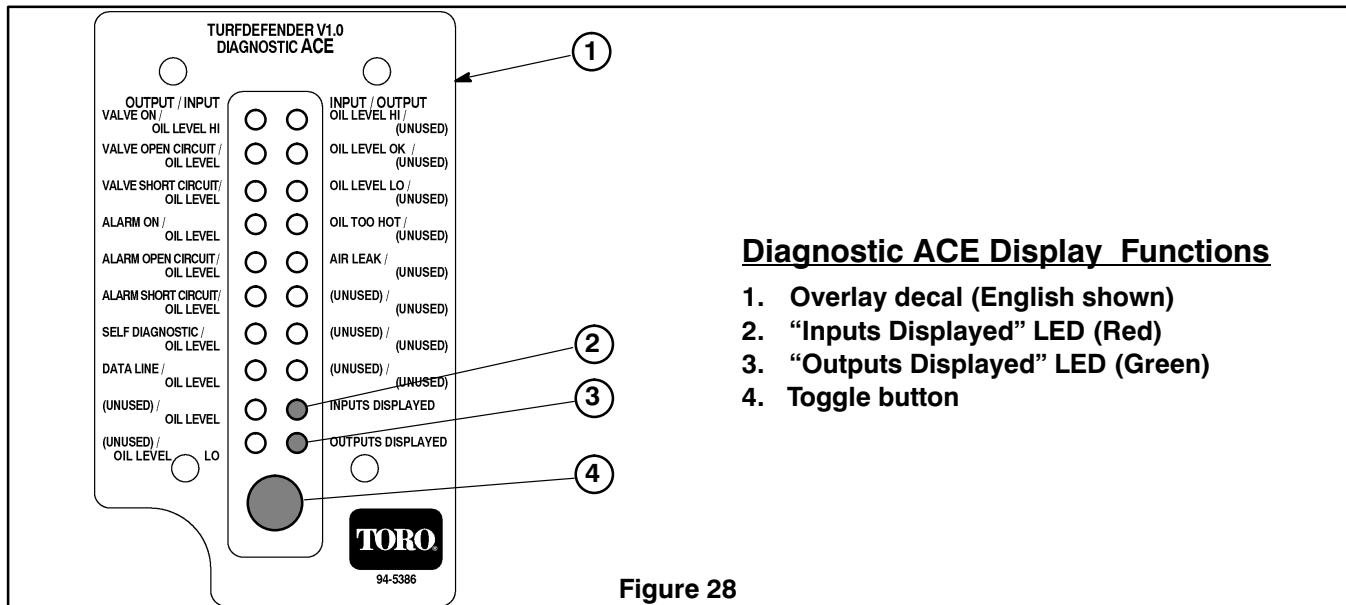 TURFDEFENDER V1.0
DIAGNOSTIC ACE
1
OUTPUT / INPUT
INPUT / OUTPUT
VALVE ON /
OIL LEVEL HI
OIL LEVEL HI /
(UNUSED)
VALVE OPEN CIRCUIT /
OIL LEVEL
OIL LEVEL OK /
(UNUSED)
VALVE SHORT CIRCUIT/
OIL LEVEL
OIL LEVEL LO /
(UNUSED)
ALARM ON /
OIL LEVEL
OIL TOO HOT /
(UNUSED)
ALARM OPEN CIRCUIT /
OIL LEVEL
AIR LEAK /
(UNUSED)
ALARM SHORT CIRCUIT/
OIL LEVEL
(UNUSED) /
(UNUSED)
SELF DIAGNOSTIC /
OIL LEVEL
(UNUSED) /
(UNUSED)
DATA LINE /
OIL LEVEL
(UNUSED) /
(UNUSED)
(UNUSED) /
OIL LEVEL
INPUTS DISPLAYED
(UNUSED) /
OIL LEVEL LO
OUTPUTS DISPLAYED
2
3
4
TORO®
94-5386
Diagnostic ACE Display Functions
1. Overlay decal (English shown)
2. “Inputs Displayed” LED (Red)
3. “Outputs Displayed” LED (Green)
4. Toggle button
Figure 28